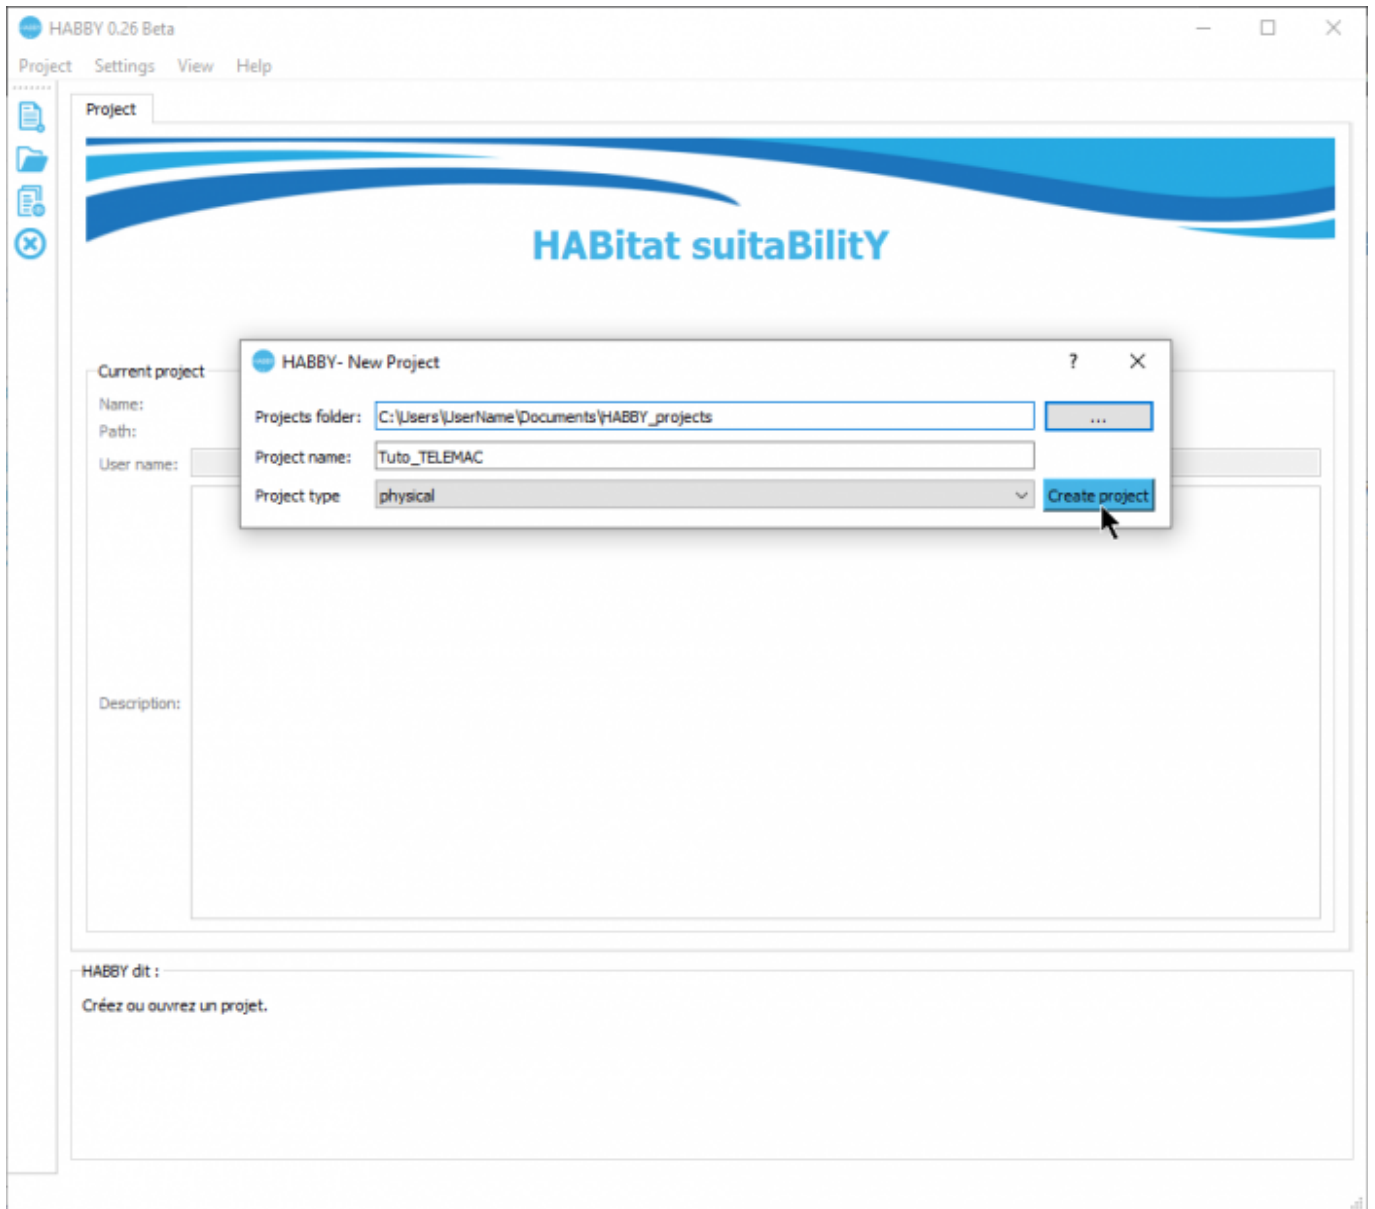 HABBY 0.26 Beta
Project Settings View Help
Project
HABitat suitaBilitY
HABBY- New Project
Projects folder: C:\Users\UserName\Documents\HABBY_projects ...
Project name: Tuto_TELEMAC
Project type physical Create project
Current project
Name:
Path:
User name:
Description:
HABBY dit :
Créez ou ouvrez un projet.